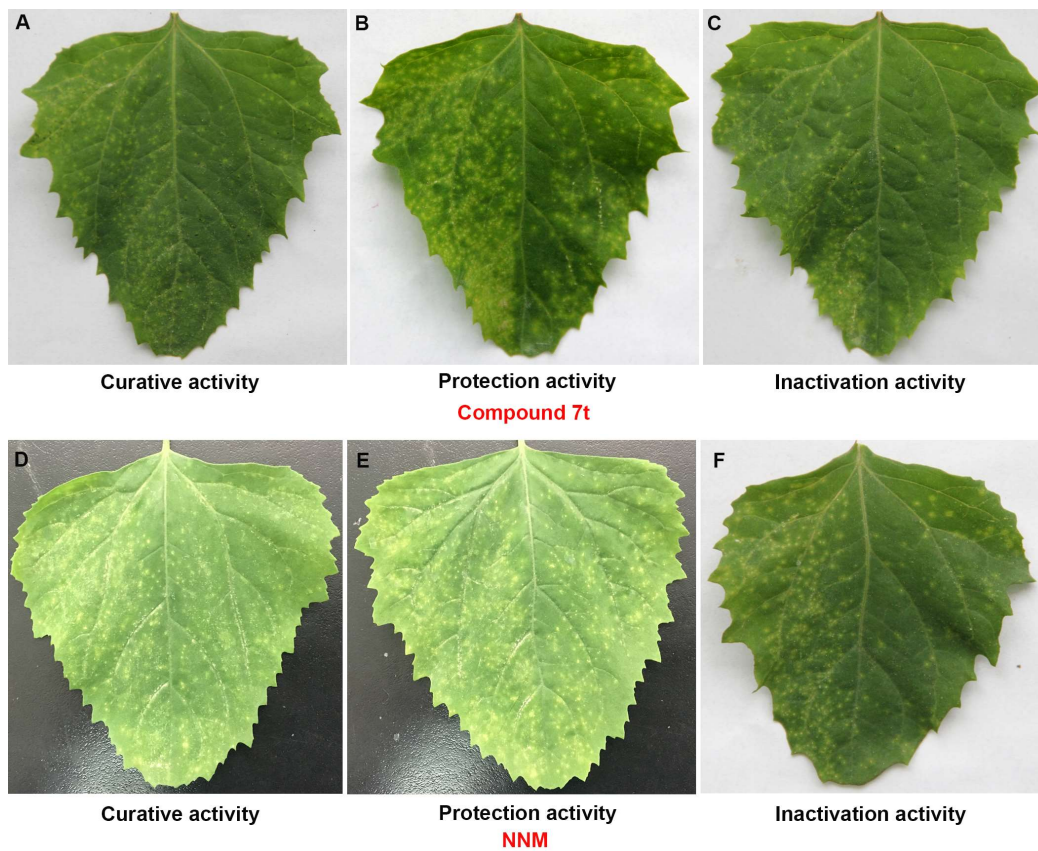 A
B
C
Curative activity
Protection activity
Inactivation activity
Compound 7t
D
E
F
Curative activity
Protection activity
Inactivation activity
NNM